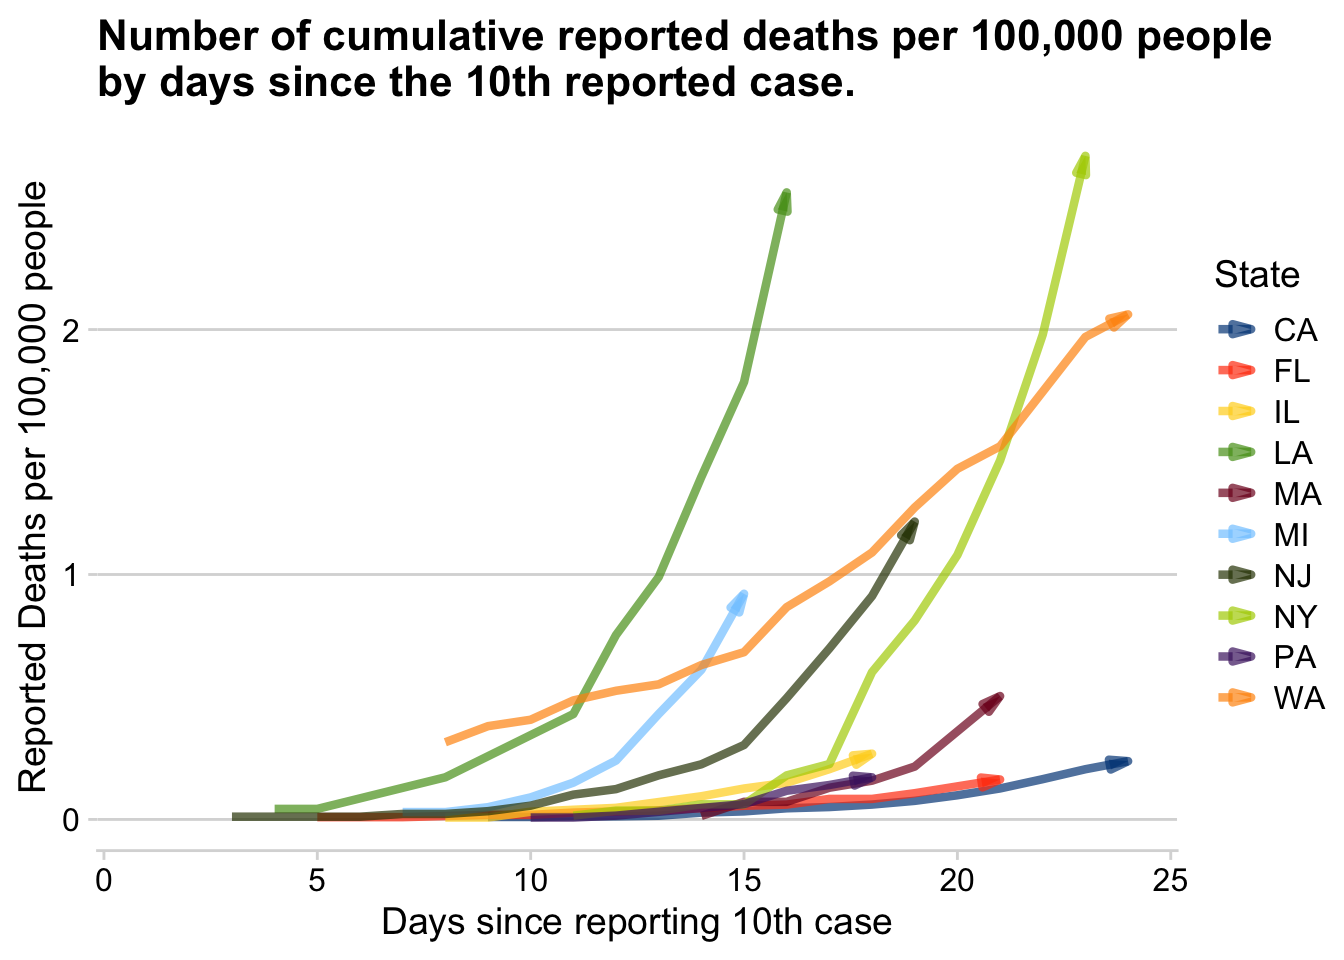 Number of cumulative reported deaths per 100,000 people
by days since the 10th reported case.
Reported Deaths per 100,000 people
2
1
0
0 5 10 15 20 25
Days since reporting 10th case
State
CA
FL
IL
LA
MA
MI
NJ
NY
PA
WA